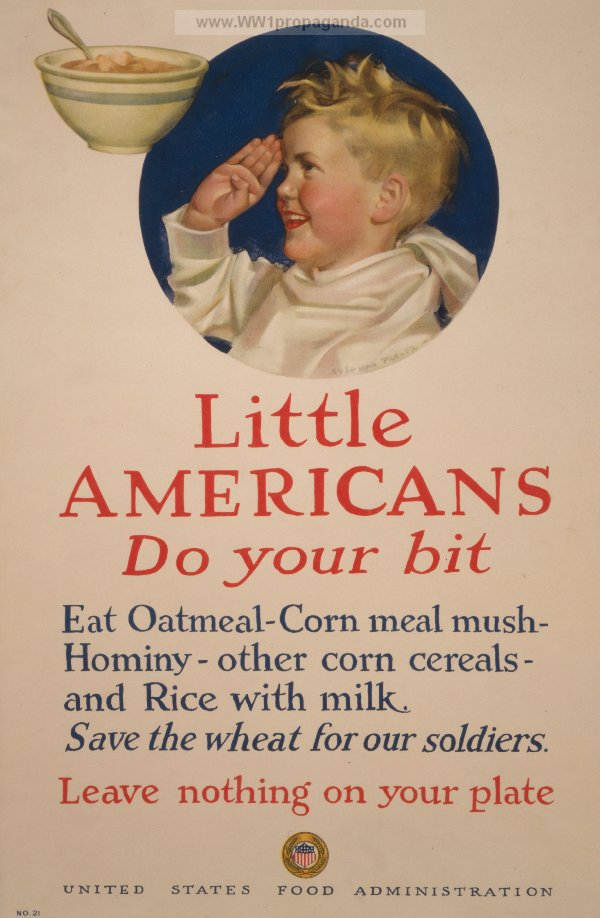 www.WW1propaganda.com
Little
AMERICANS
Do your bit
Eat Oatmeal-Corn meal mush-
Hominy - other corn cereals -
and Rice with milk.
Save the wheat for our soldiers.
Leave nothing on your plate
UNITED STATES FOOD ADMINISTRATION
NO. 21